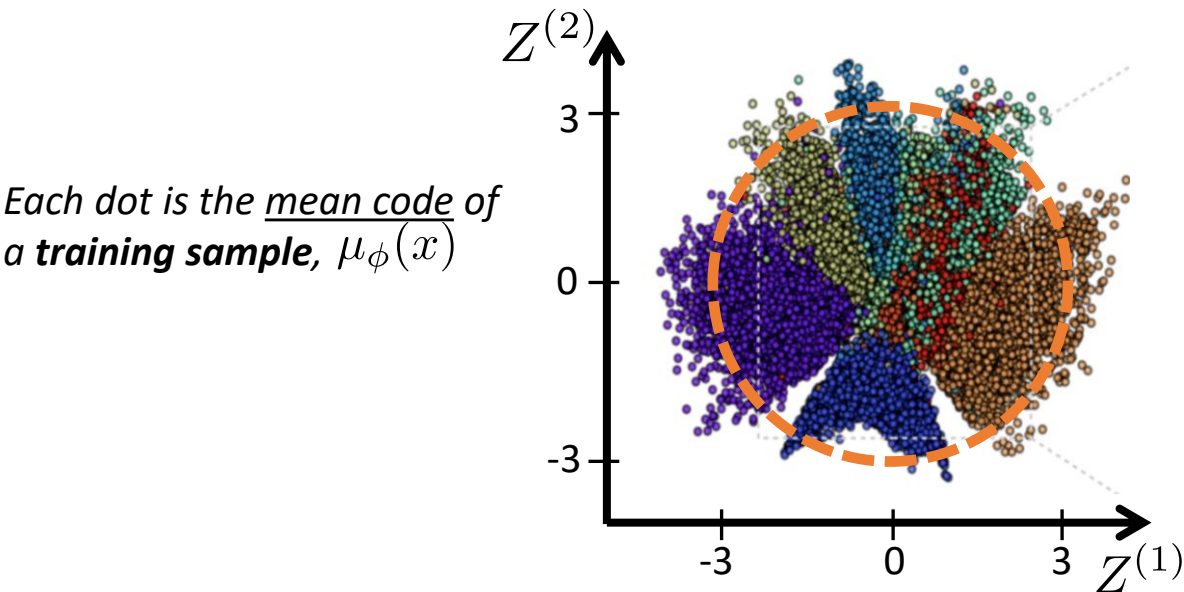 Z^{(2)}
3
Each dot is the mean code of
a training sample, μ_ϕ(x)
0
-3
-3 0 3 Z^{(1)}